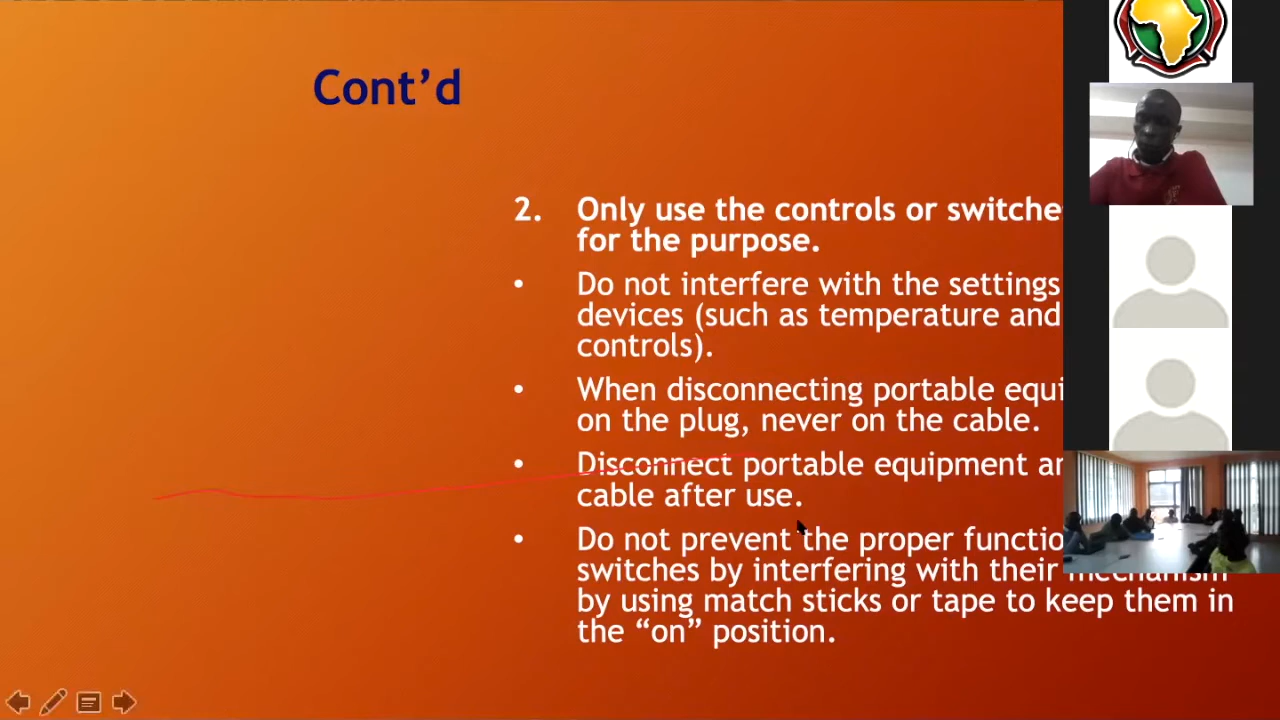 Cont’d
2. Only use the controls or switche
for the purpose.
• Do not interfere with the settings
devices (such as temperature and
controls).
• When disconnecting portable equi
on the plug, never on the cable.
• Disconnect portable equipment an
cable after use.
• Do not prevent the proper functio
switches by interfering with their mechanism
by using match sticks or tape to keep them in
the “on” position.